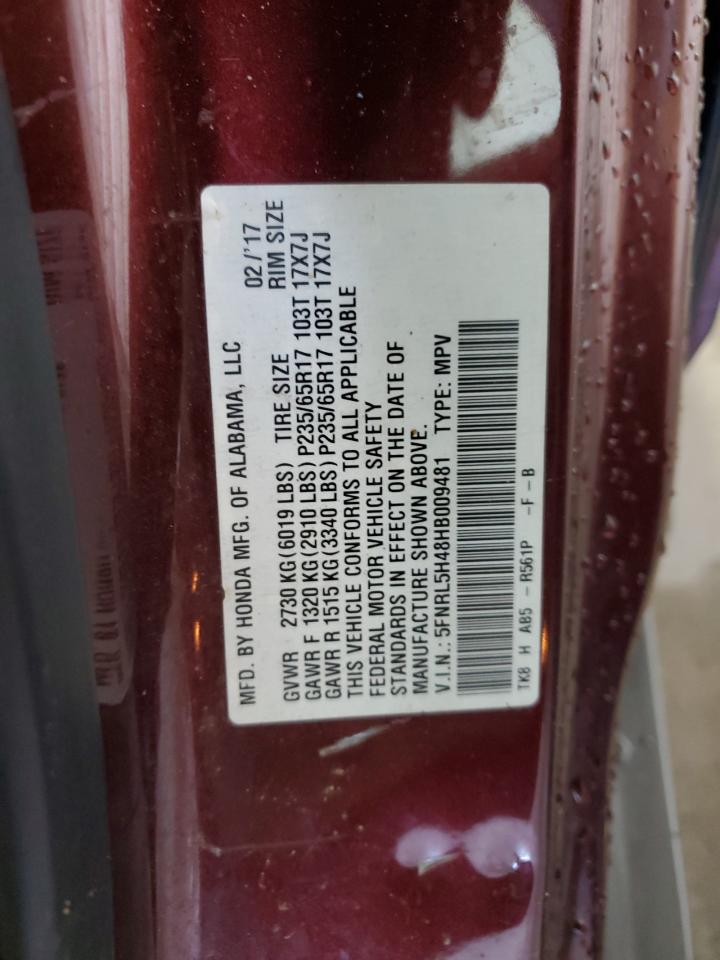 MFD. BY HONDA MFG. OF ALABAMA, LLC 02/'17
GVWR 2730 KG(6019 LBS) TIRE SIZE RIM SIZE
GAWR F 1320 KG(2910 LBS) P235/65R17 103T 17X7J
GAWR R 1515 KG(3340 LBS) P235/65R17 103T 17X7J
THIS VEHICLE CONFORMS TO ALL APPLICABLE
FEDERAL MOTOR VEHICLE SAFETY
STANDARDS IN EFFECT ON THE DATE OF
MANUFACTURE SHOWN ABOVE.
V.I.N.: 5FNRL5H48HB009481 TYPE: MPV
TK8 H AB5 - R561P -F-B